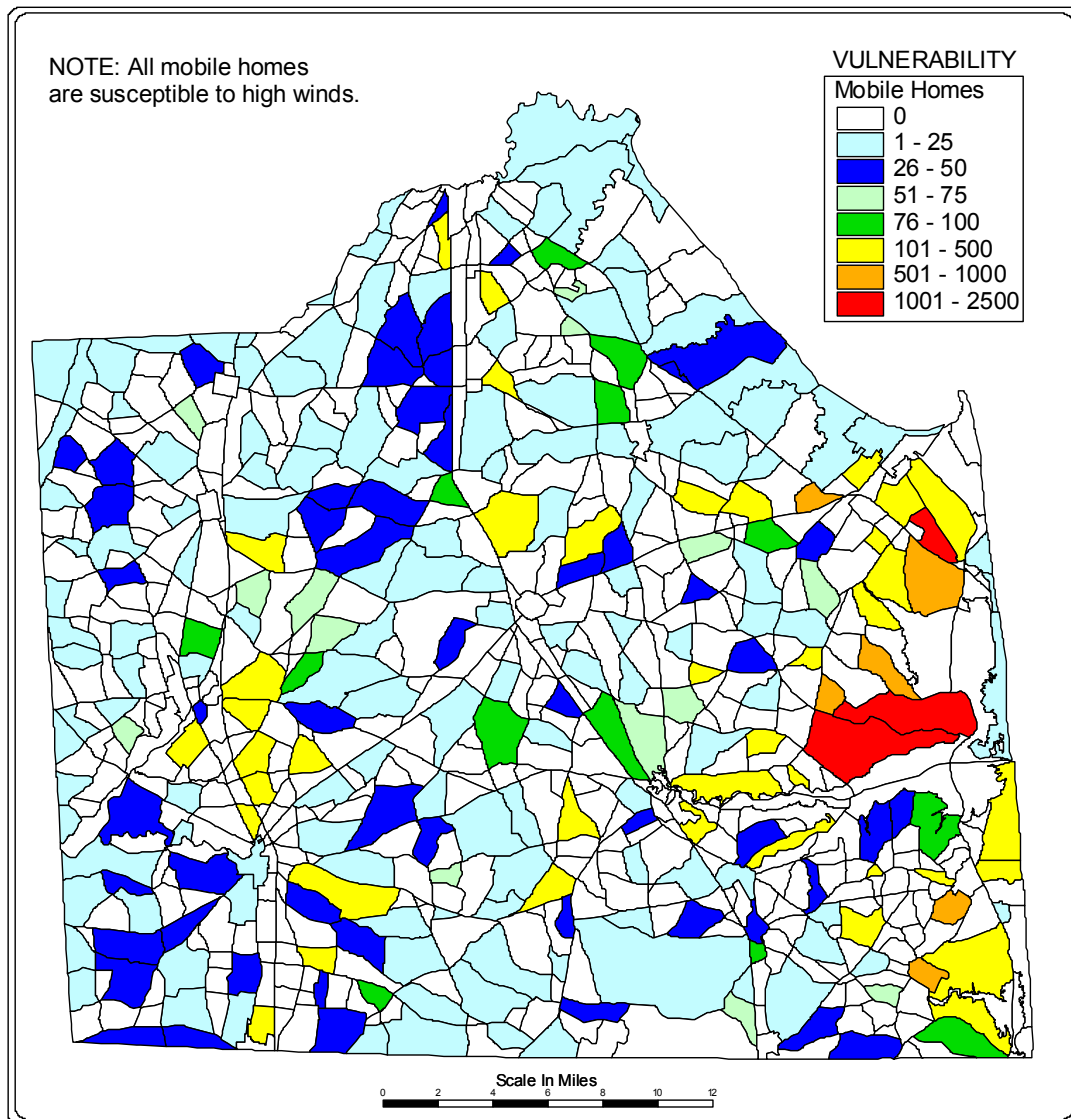 NOTE: All mobile homes
are susceptible to high winds.
VULNERABILITY
Mobile Homes
0
1 - 25
26 - 50
51 - 75
76 - 100
101 - 500
501 - 1000
1001 - 2500
Scale In Miles
0 2 4 6 8 10 12